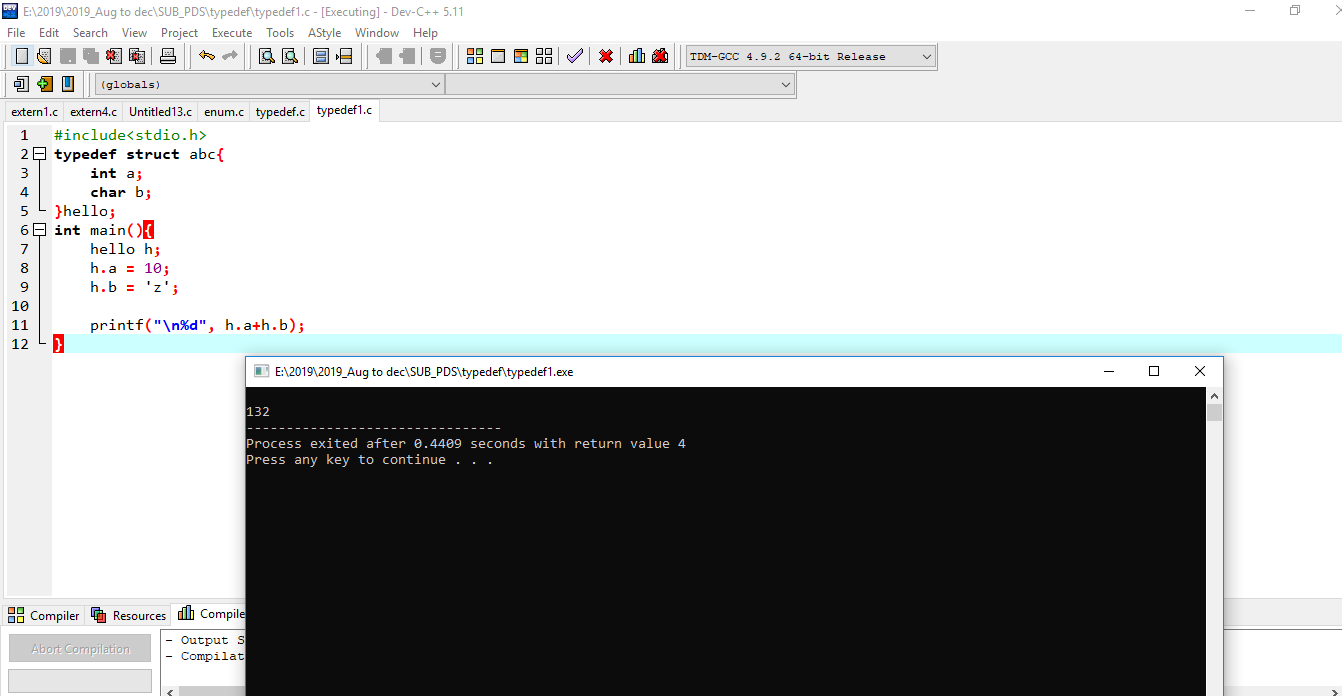 E:\2019\2019_Aug to dec\SUB_PDS\typedef\typedef1.c - [Executing] - Dev-C++ 5.11
File Edit Search View Project Execute Tools AStyle Window Help
TDM-GCC 4.9.2 64-bit Release
(globals)
extern1.c extern4.c Untitled13.c enum.c typedef.c typedef1.c
1 #include<stdio.h>
2 typedef struct abc{
3 int a;
4 char b;
5 }hello;
6 int main(){
7 hello h;
8 h.a = 10;
9 h.b = 'z';
10
11 printf("\n%d", h.a+h.b);
12 }
E:\2019\2019_Aug to dec\SUB_PDS\typedef\typedef1.exe
132
--------------------------------
Process exited after 0.4409 seconds with return value 4
Press any key to continue . . .
Compiler Resources Compile
Abort Compilation
- Output S
- Compilat